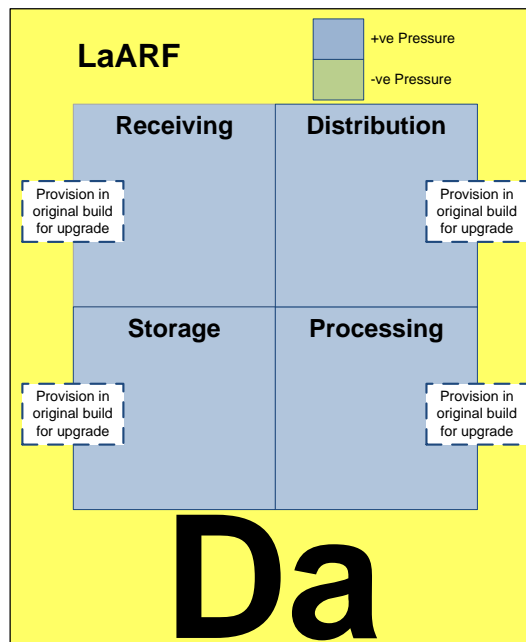 LaARF
+ve Pressure
-ve Pressure
Receiving
Distribution
Provision in
original build
for upgrade
Provision in
original build
for upgrade
Storage
Processing
Provision in
original build
for upgrade
Provision in
original build
for upgrade
Da